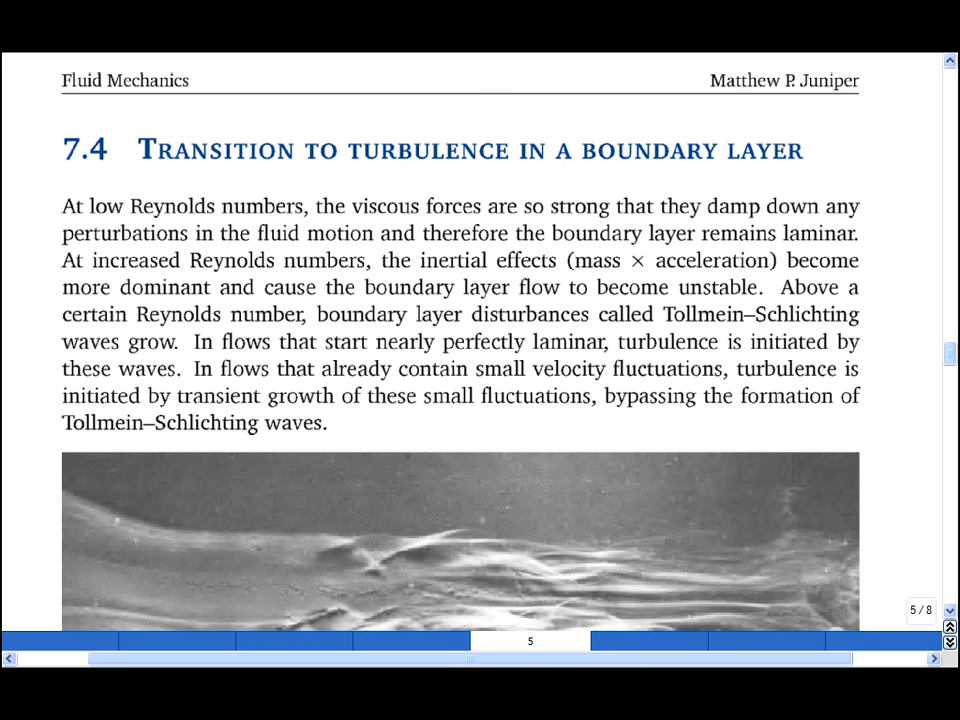 Fluid Mechanics Matthew P. Juniper
7.4 TRANSITION TO TURBULENCE IN A BOUNDARY LAYER
At low Reynolds numbers, the viscous forces are so strong that they damp down any
perturbations in the fluid motion and therefore the boundary layer remains laminar.
At increased Reynolds numbers, the inertial effects (mass × acceleration) become
more dominant and cause the boundary layer flow to become unstable. Above a
certain Reynolds number, boundary layer disturbances called Tollmein–Schlichting
waves grow. In flows that start nearly perfectly laminar, turbulence is initiated by
these waves. In flows that already contain small velocity fluctuations, turbulence is
initiated by transient growth of these small fluctuations, bypassing the formation of
Tollmein–Schlichting waves.
5 / 8
5